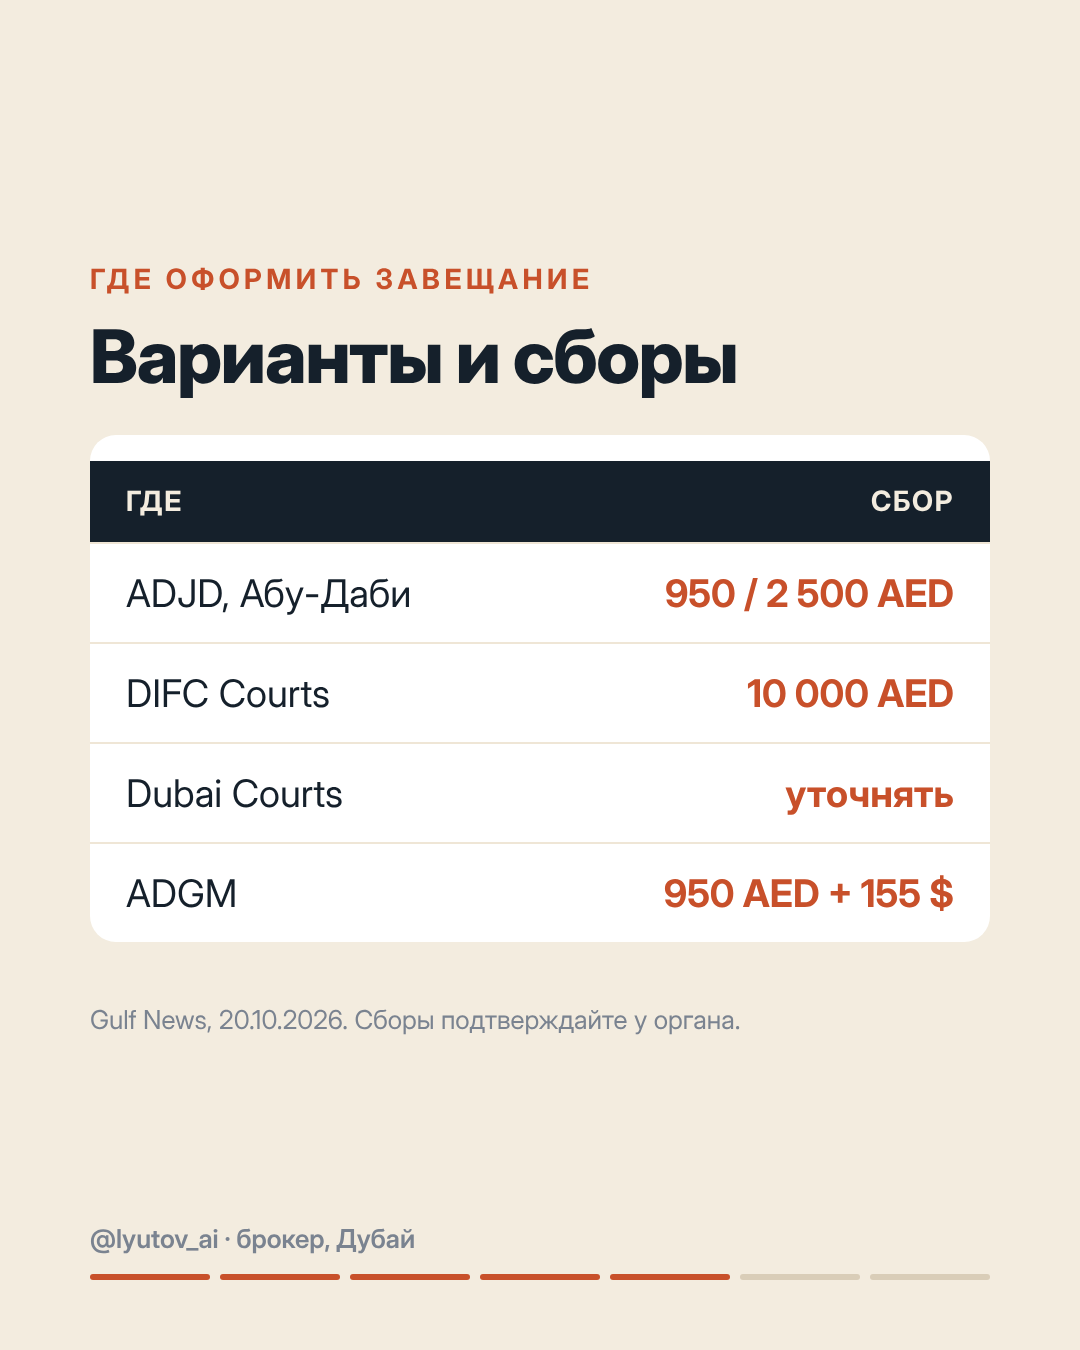 ГДЕ ОФОРМИТЬ ЗАВЕЩАНИЕ
Варианты и сборы
ГДЕ СБОР
ADJD, Абу-Даби 950 / 2 500 AED
DIFC Courts 10 000 AED
Dubai Courts уточнять
ADGM 950 AED + 155 $
Gulf News, 20.10.2026. Сборы подтверждайте у органа.
@lyutov_ai · брокер, Дубай